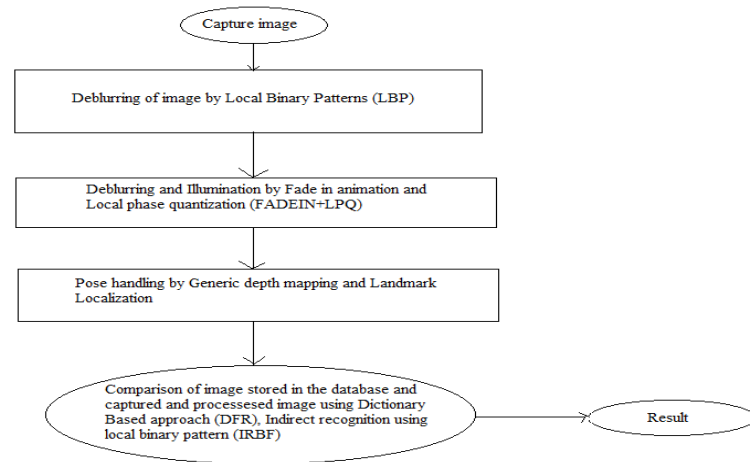 Capture image
Deblurring of image by Local Binary Patterns (LBP)
Deblurring and Illumination by Fade in animation and
Local phase quantization (FADEIN+LPQ)
Pose handling by Generic depth mapping and Landmark
Localization
Comparison of image stored in the database and
captured and processesed image using Dictionary
Based approach (DFR), Indirect recognition using
local binary pattern (IRBF)
Result